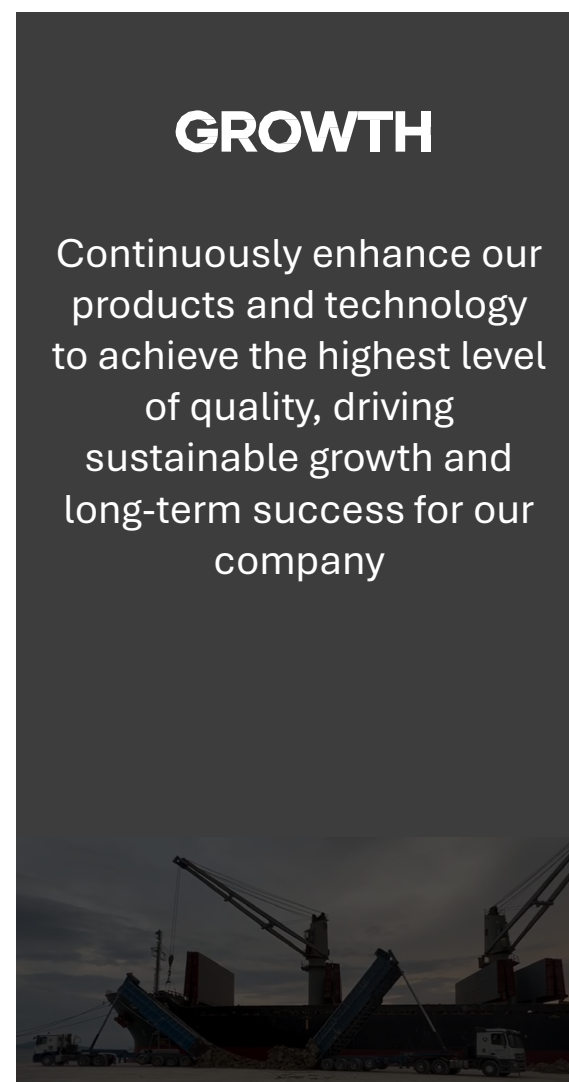 GROWTH
Continuously enhance our
products and technology
to achieve the highest level
of quality, driving
sustainable growth and
long-term success for our
company